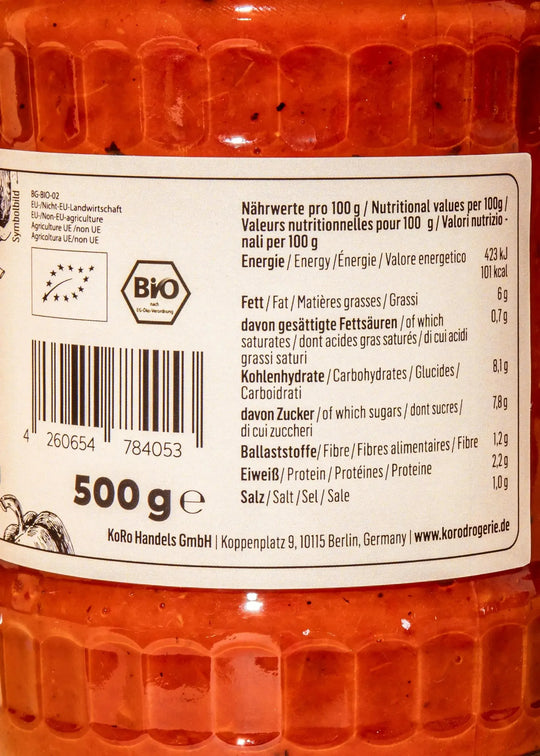 Symbolbild
BG-BIO-02
EU-/Nicht-EU-Landwirtschaft
EU-/Non-EU-agriculture
Agriculture UE/non UE
Agricoltura UE/non UE
BIO
nach
EG-Öko-Verordnung
4 260654 784053
500 g e
Nährwerte pro 100 g / Nutritional values per 100g /
Valeurs nutritionnelles pour 100 g / Valori nutrizio-
nali per 100 g
Energie / Energy / Énergie / Valore energetico 423 kJ
101 kcal
Fett / Fat / Matières grasses / Grassi 6 g
davon gesättigte Fettsäuren / of which 0,7g
saturates / dont acides gras saturés / di cui acidi
grassi saturi
Kohlenhydrate / Carbohydrates / Glucides / 8,1 g
Carboidrati
davon Zucker / of which sugars / dont sucres / 7,8 g
di cui zuccheri
Ballaststoffe / Fibre / Fibres alimentaires / Fibre 1,2 g
Eiweiß / Protein / Protéines / Proteine 2,2 g
Salz / Salt / Sel / Sale 1,0 g
KoRo Handels GmbH | Koppenplatz 9, 10115 Berlin, Germany | www.korodrogerie.de